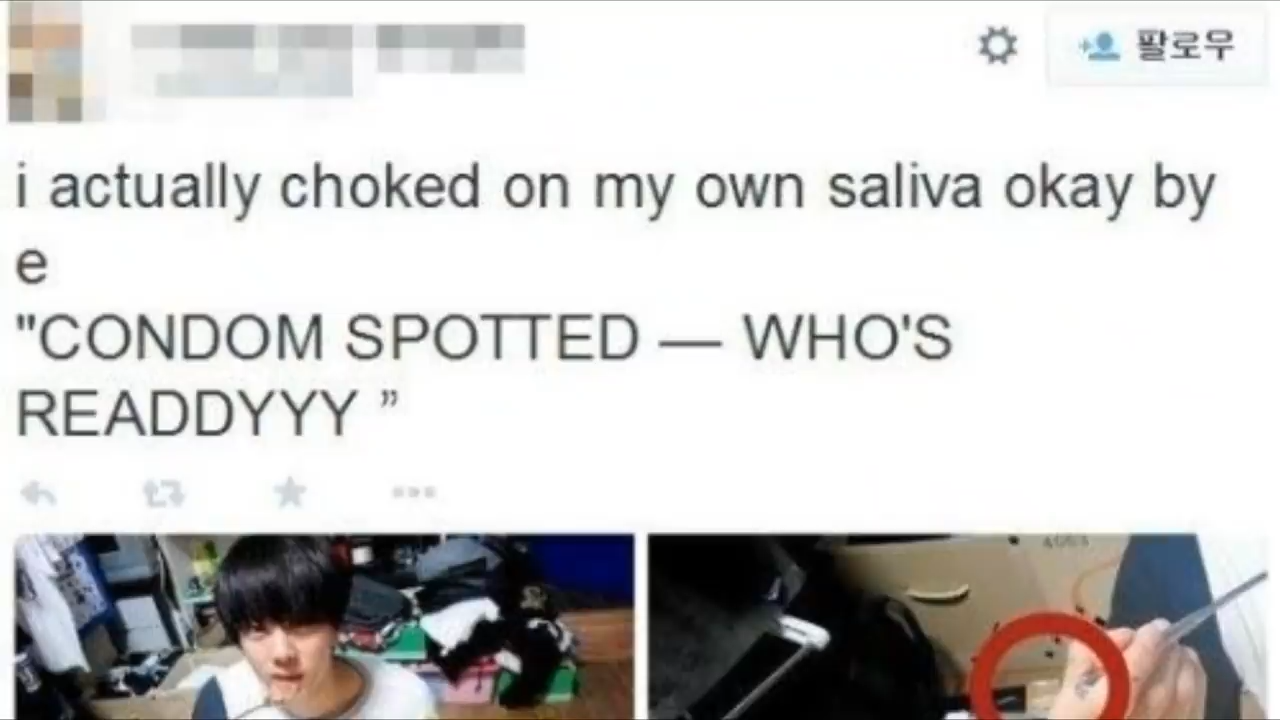 팔로우
i actually choked on my own saliva okay by
e
"CONDOM SPOTTED — WHO'S
READDYYY ”